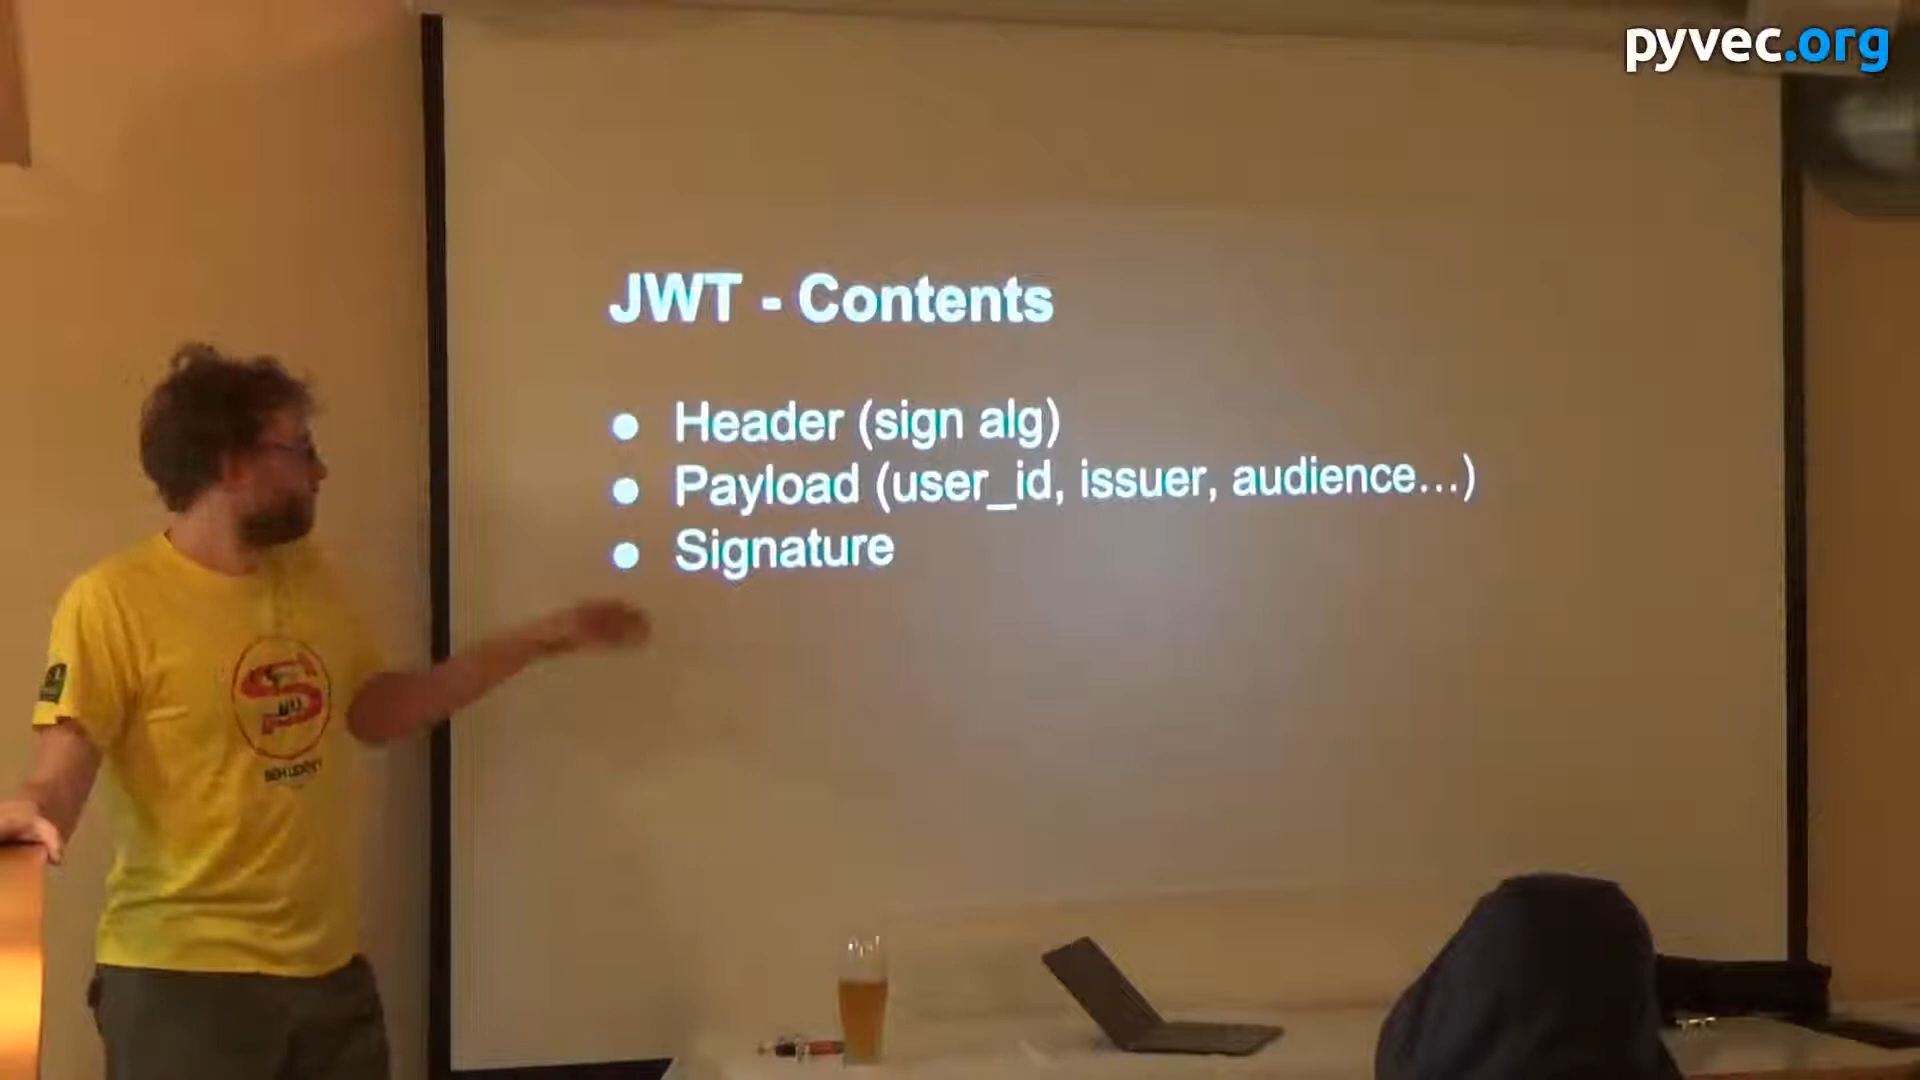 pyvec.org
JWT - Contents
● Header (sign alg)
● Payload (user_id, issuer, audience...)
● Signature